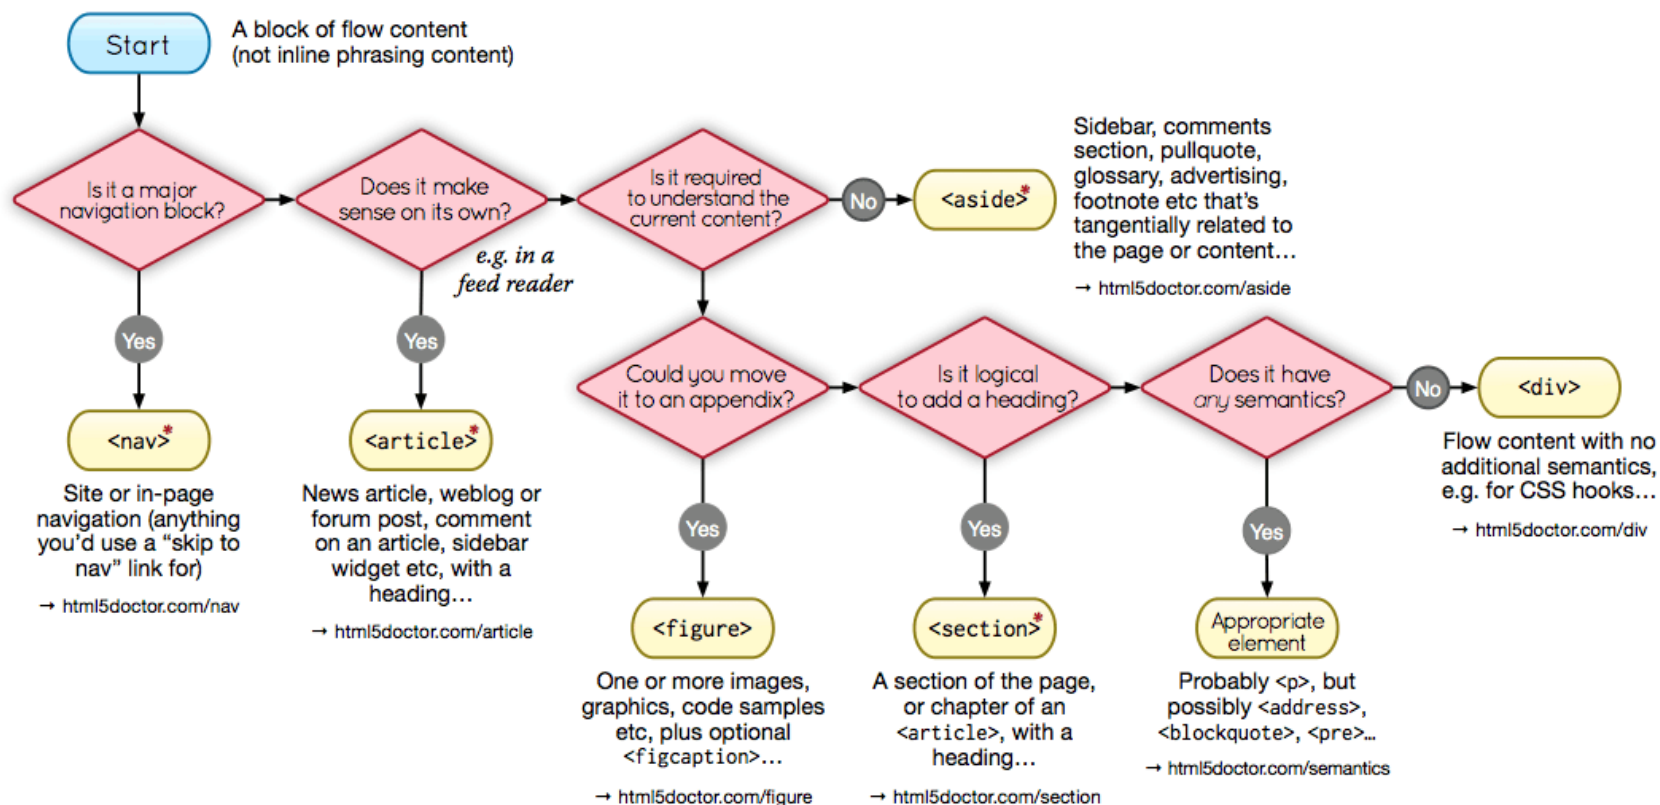 Start
A block of flow content
(not inline phrasing content)
Is it a major
navigation block?
Does it make
sense on its own?
e.g. in a
feed reader
Is it required
to understand the
current content?
No
<aside>*
Sidebar, comments
section, pullquote,
glossary, advertising,
footnote etc that's
tangentially related to
the page or content…
→ html5doctor.com/aside
Yes
<nav>*
Site or in-page
navigation (anything
you'd use a “skip to
nav” link for)
→ html5doctor.com/nav
Yes
<article>*
News article, weblog or
forum post, comment
on an article, sidebar
widget etc, with a
heading…
→ html5doctor.com/article
Could you move
it to an appendix?
Yes
<figure>
One or more images,
graphics, code samples
etc, plus optional
<figcaption>…
→ html5doctor.com/figure
Is it logical
to add a heading?
Yes
<section>*
A section of the page,
or chapter of an
<article>, with a
heading…
→ html5doctor.com/section
Does it have
any semantics?
Yes
Appropriate
element
Probably <p>, but
possibly <address>,
<blockquote>, <pre>…
→ html5doctor.com/semantics
No
<div>
Flow content with no
additional semantics,
e.g. for CSS hooks…
→ html5doctor.com/div